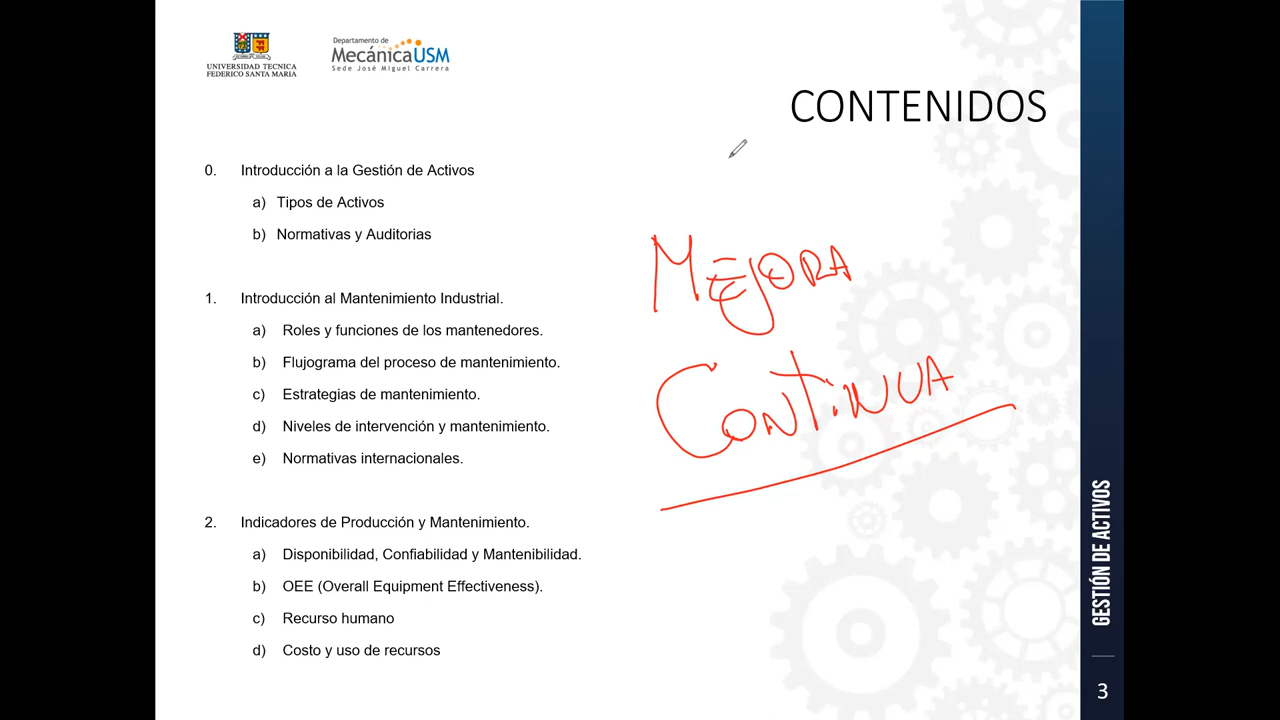 UNIVERSIDAD TECNICA
FEDERICO SANTA MARIA
Departamento de
MecánicaUSM
Sede José Miguel Carrera
CONTENIDOS
0. Introducción a la Gestión de Activos
a) Tipos de Activos
b) Normativas y Auditorias
1. Introducción al Mantenimiento Industrial.
a) Roles y funciones de los mantenedores.
b) Flujograma del proceso de mantenimiento.
c) Estrategias de mantenimiento.
d) Niveles de intervención y mantenimiento.
e) Normativas internacionales.
2. Indicadores de Producción y Mantenimiento.
a) Disponibilidad, Confiabilidad y Mantenibilidad.
b) OEE (Overall Equipment Effectiveness).
c) Recurso humano
d) Costo y uso de recursos
MEJORA
CONTINUA
GESTIÓN DE ACTIVOS
3